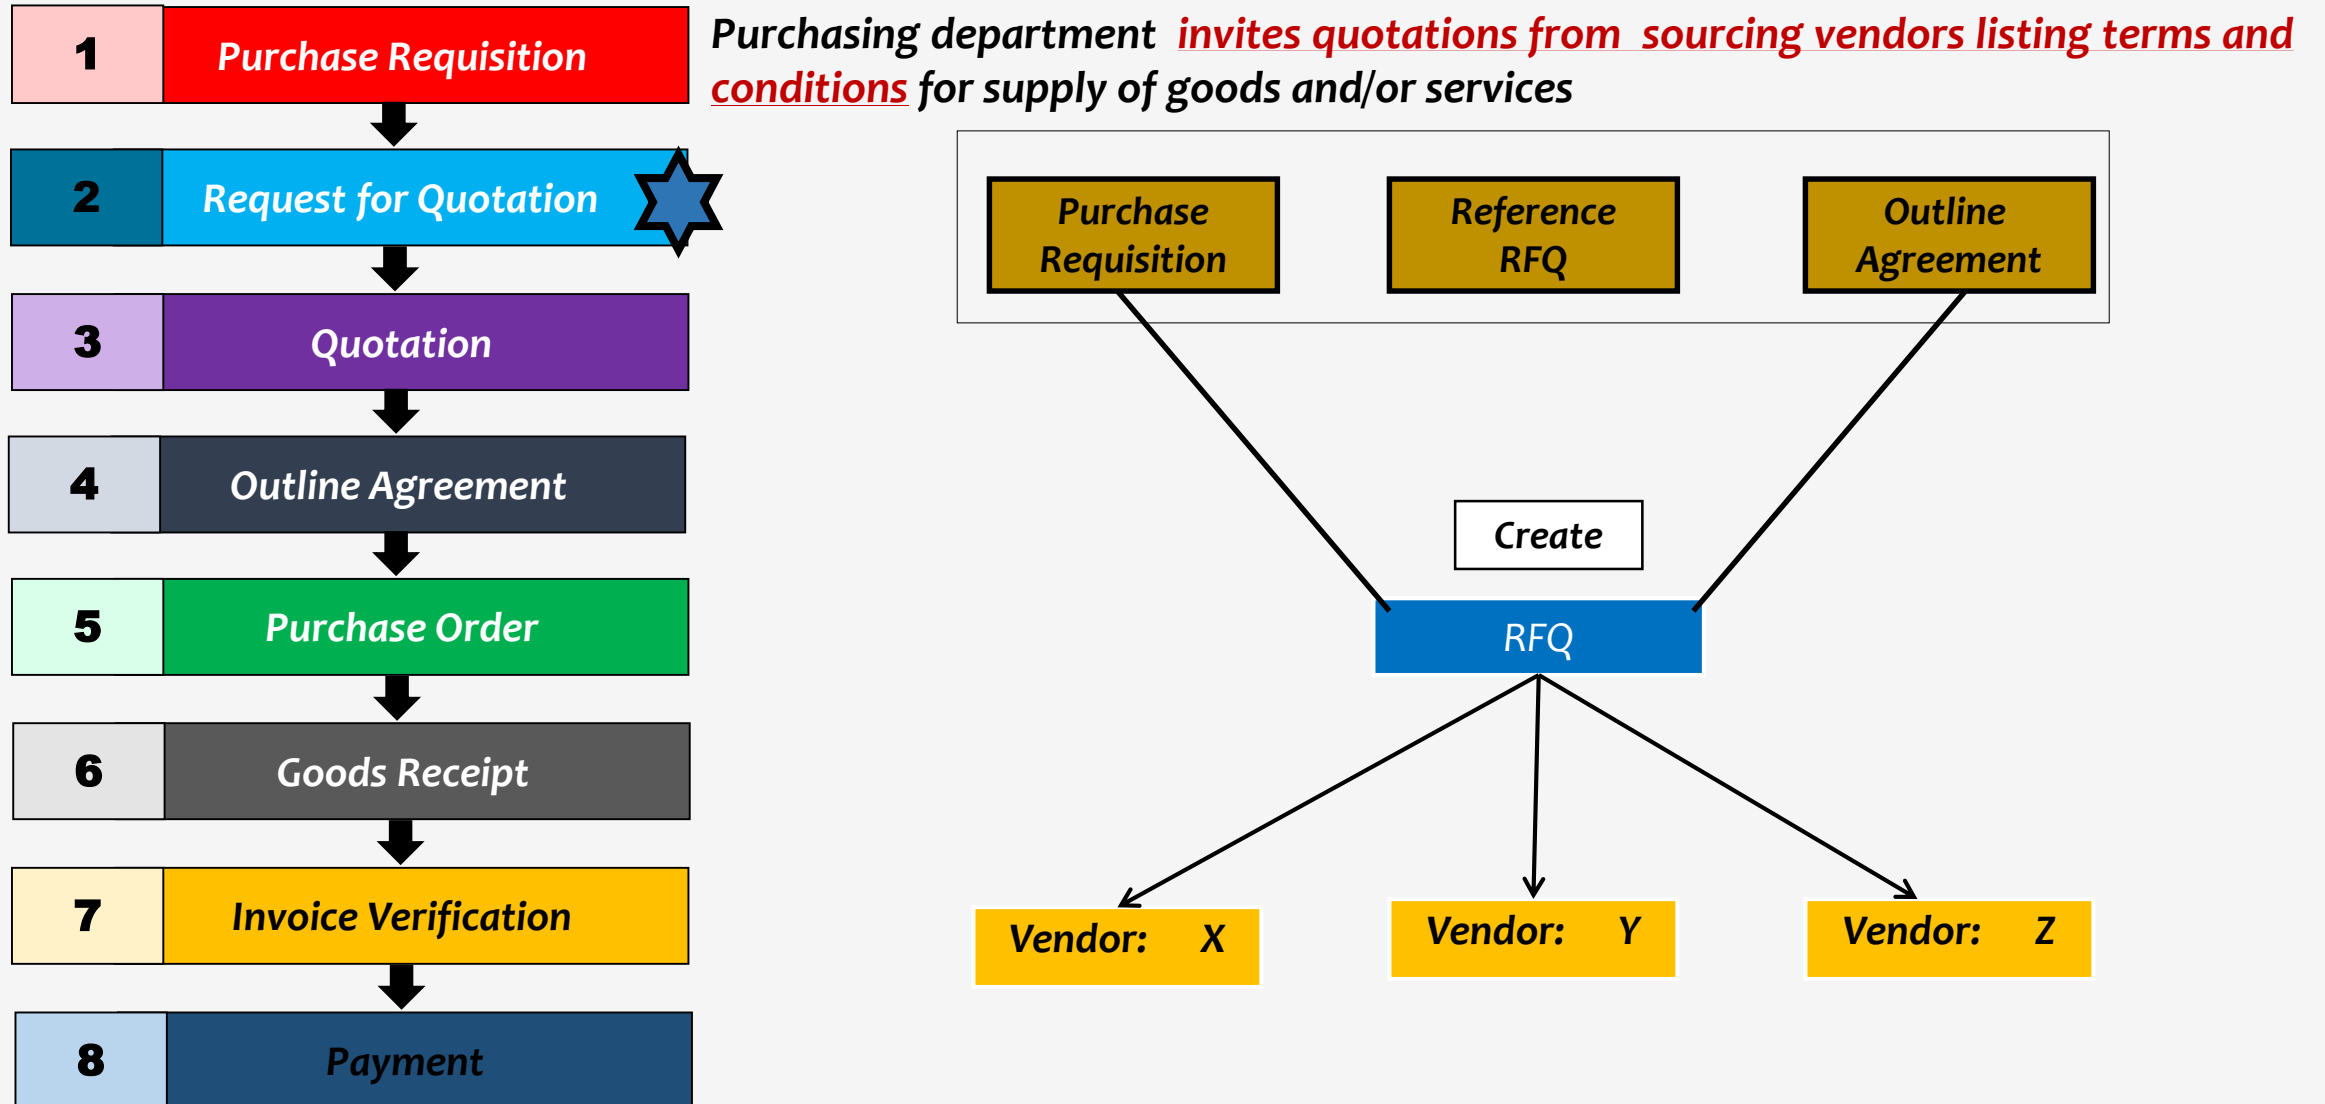 1 Purchase Requisition
2 Request for Quotation
3 Quotation
4 Outline Agreement
5 Purchase Order
6 Goods Receipt
7 Invoice Verification
8 Payment
Purchasing department invites quotations from sourcing vendors listing terms and
conditions for supply of goods and/or services
Purchase
Requisition
Reference
RFQ
Outline
Agreement
Create
RFQ
Vendor: X
Vendor: Y
Vendor: Z